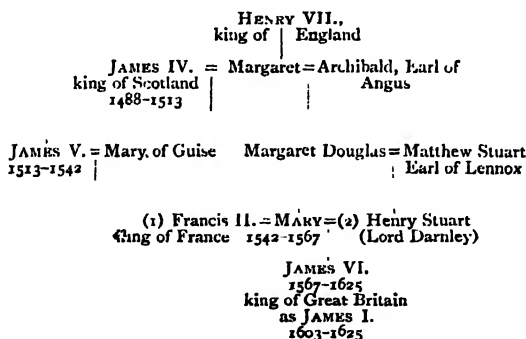 HENRY VII.,
king of England
JAMES IV. = Margaret = Archibald, Earl of
king of Scotland Angus
1488-1513
JAMES V. = Mary, of Guise Margaret Douglas = Matthew Stuart
1513-1542 Earl of Lennox
(1) Francis II. = MARY = (2) Henry Stuart
king of France 1542-1567 (Lord Darnley)
JAMES VI.
1567-1625
king of Great Britain
as JAMES I.
1603-1625